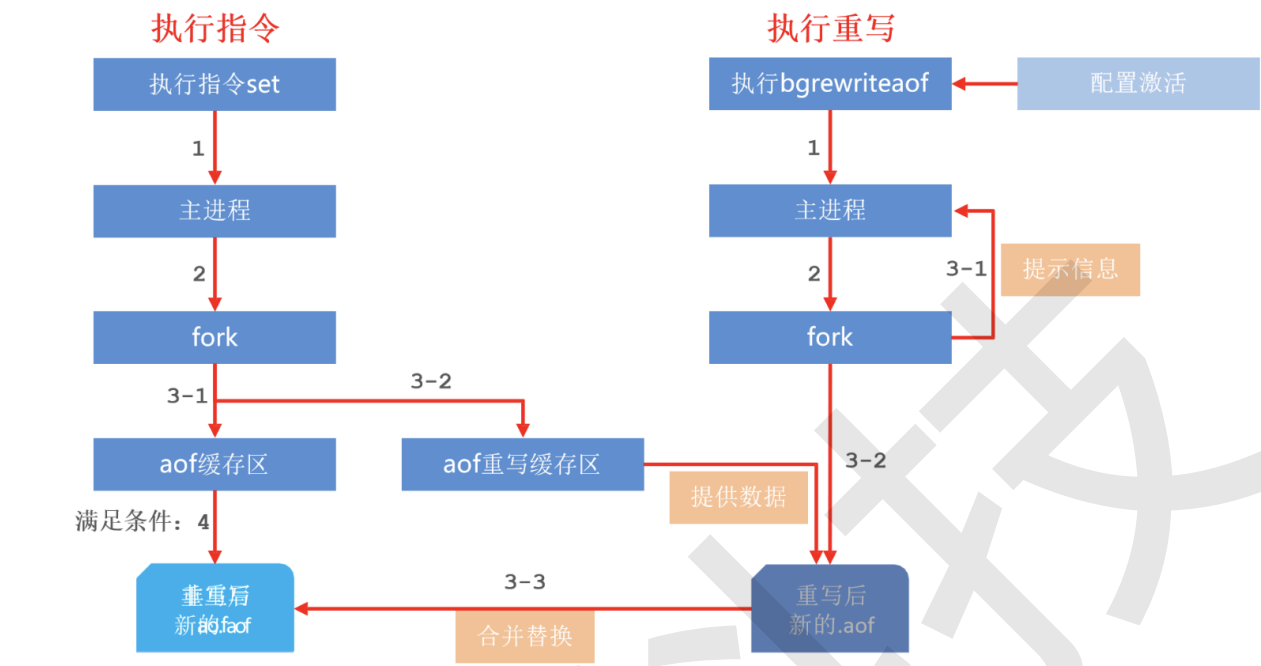 执行指令
执行重写
执行指令set
执行bgrewriteaof
配置激活
1
1
主进程
主进程
2
2
3-1
提示信息
fork
fork
3-1
3-2
aof缓存区
aof重写缓存区
3-2
提供数据
满足条件：4
重写后
新的.aof
3-3
合并替换
技